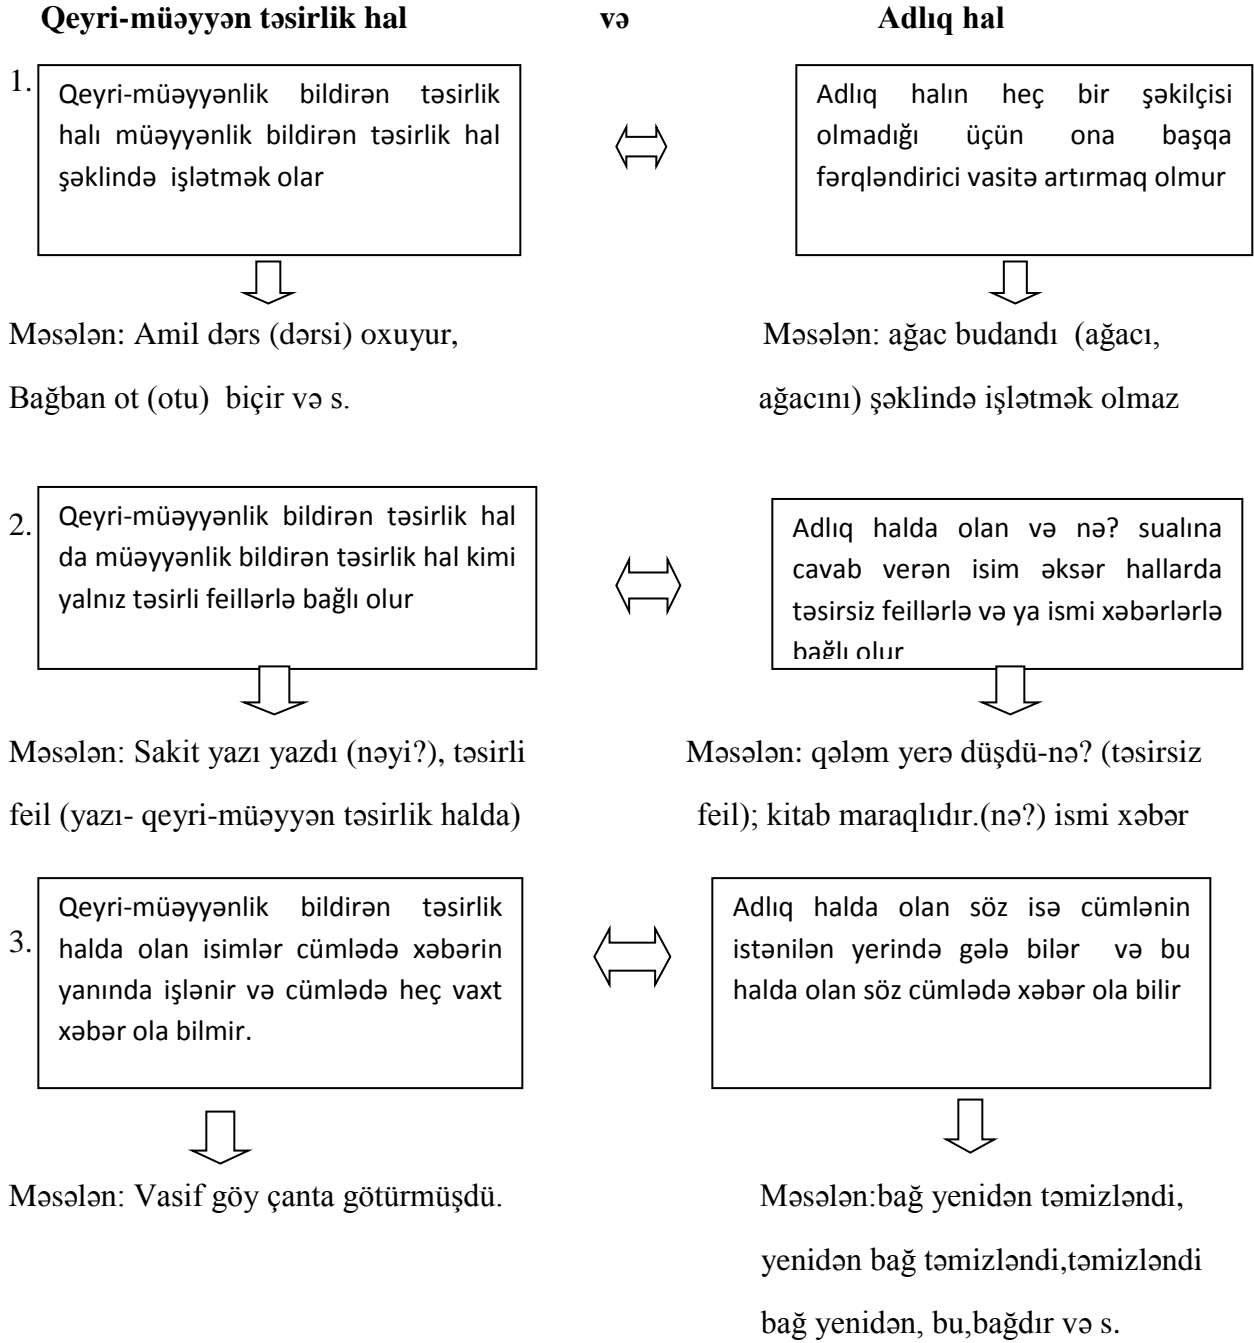 Qeyri-müəyyən təsirlik hal və Adlıq hal
1.
Qeyri-müəyyənlik bildirən təsirlik
halı müəyyənlik bildirən təsirlik hal
şəklində işlətmək olar
Adlıq halın heç bir şəkilçisi
olmadığı üçün ona başqa
fərqləndirici vasitə artırmaq olmur
Məsələn: Amil dərs (dərsi) oxuyur,
Bağban ot (otu) biçir və s.
Məsələn: ağac budandı (ağacı,
ağacını) şəklində işlətmək olmaz
2.
Qeyri-müəyyənlik bildirən təsirlik hal
da müəyyənlik bildirən təsirlik hal kimi
yalnız təsirli feillərlə bağlı olur
Adlıq halda olan və nə? sualına
cavab verən isim əksər hallarda
təsirsiz feillərlə və ya ismi xəbərlərlə
bağlı olur
Məsələn: Sakit yazı yazdı (nəyi?), təsirli
feil (yazı- qeyri-müəyyən təsirlik halda)
Məsələn: qələm yerə düşdü-nə? (təsirsiz
feil); kitab maraqlıdır.(nə?) ismi xəbər
3.
Qeyri-müəyyənlik bildirən təsirlik
halda olan isimlər cümlədə xəbərin
yanında işlənir və cümlədə heç vaxt
xəbər ola bilmir.
Adlıq halda olan söz isə cümlənin
istənilən yerində gələ bilər və bu
halda olan söz cümlədə xəbər ola bilir
Məsələn: Vasif göy çanta götürmüşdü.
Məsələn:bağ yenidən təmizləndi,
yenidən bağ təmizləndi,təmizləndi
bağ yenidən, bu,bağdır və s.